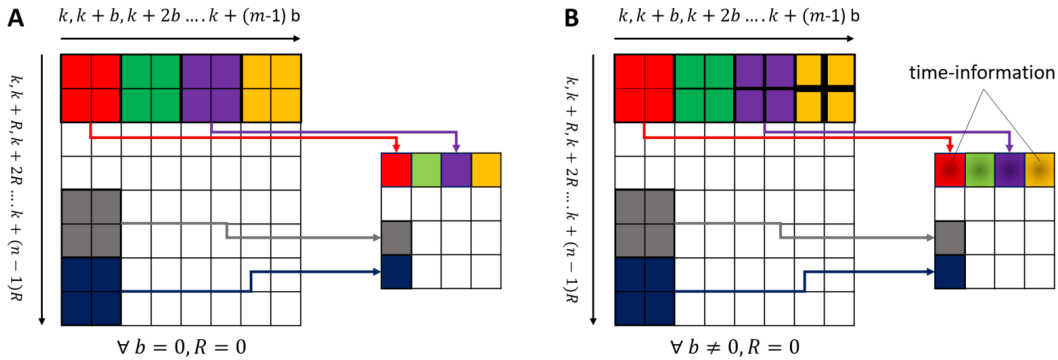 A
k, k + b, k + 2b .... k + (m-1) b
k, k + R, k + 2R .... k + (n − 1)R
∀ b = 0, R = 0
B
k, k + b, k + 2b .... k + (m-1) b
k, k + R, k + 2R .... k + (n − 1)R
time-information
∀ b ≠ 0, R = 0